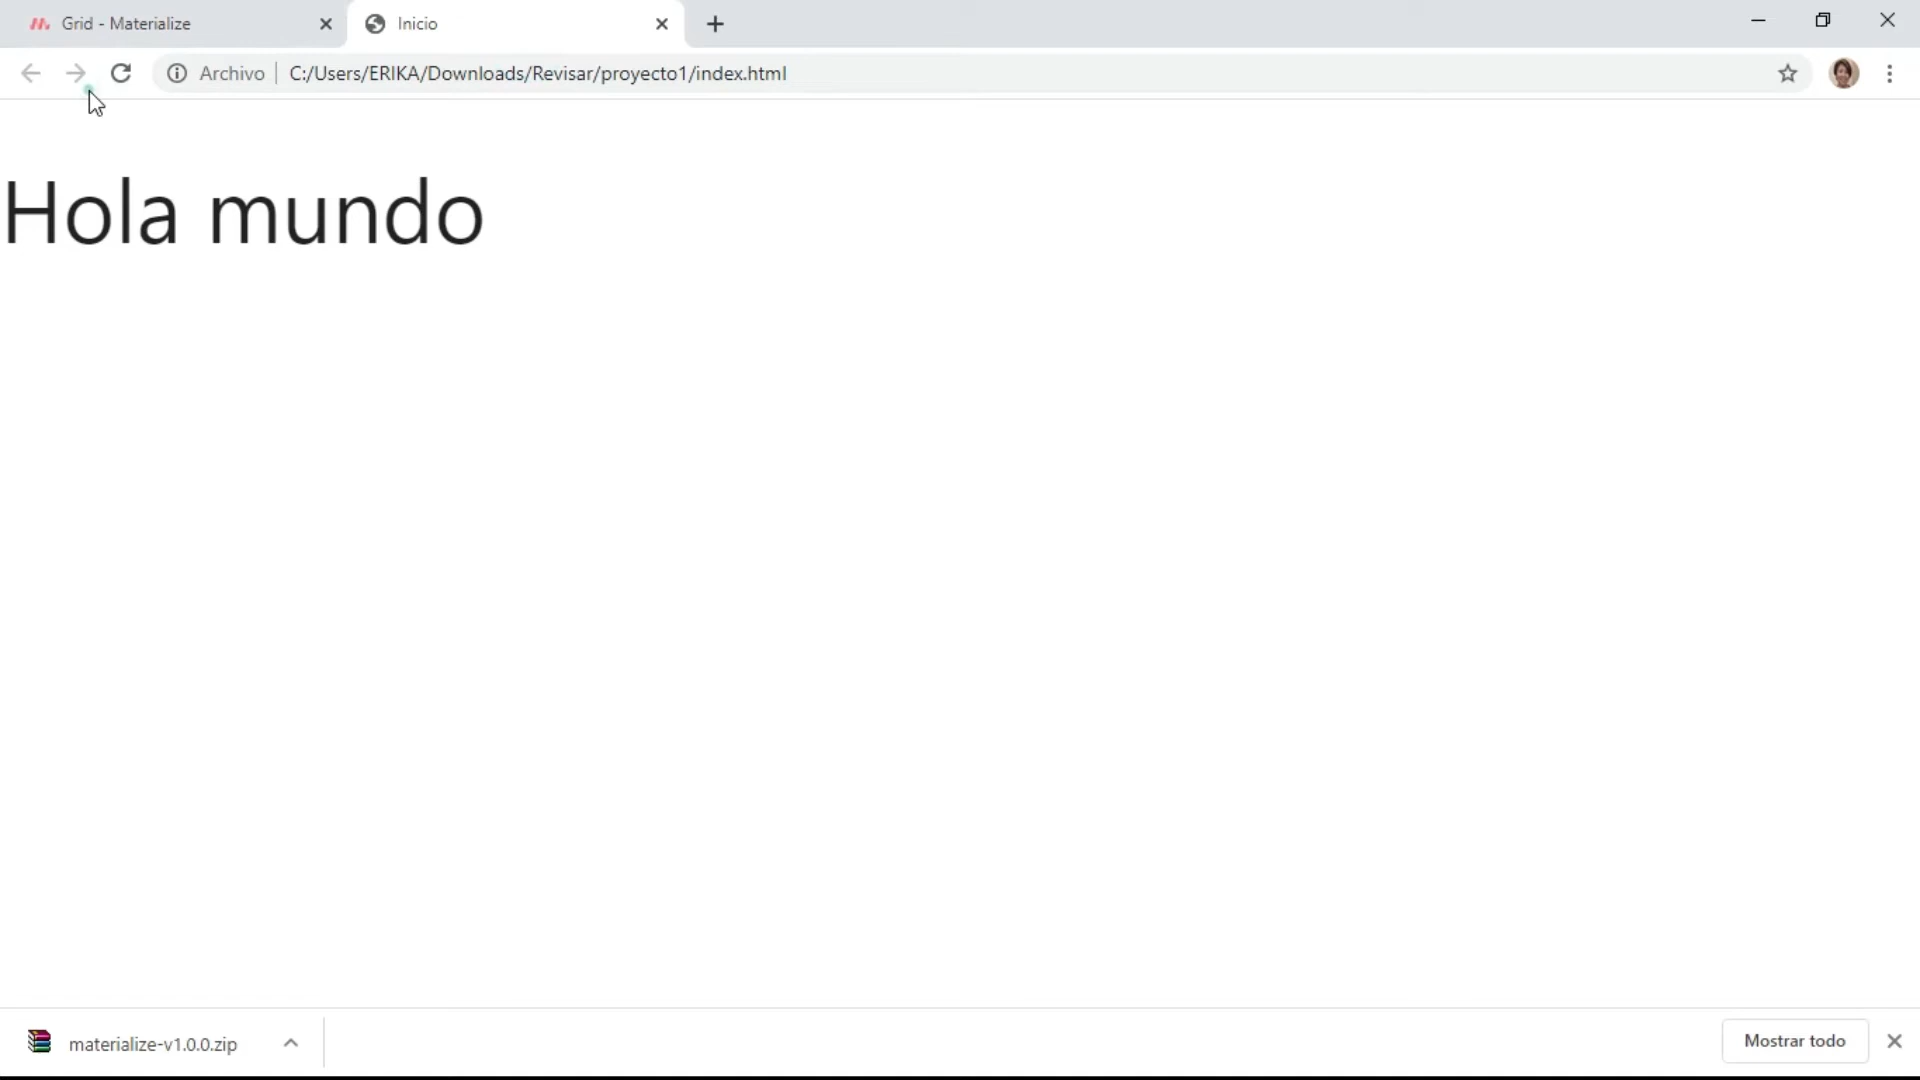 Grid - Materialize
Inicio
Archivo
C:/Users/ERIKA/Downloads/Revisar/proyecto1/index.html
Hola mundo
materialize-v1.0.0.zip
Mostrar todo